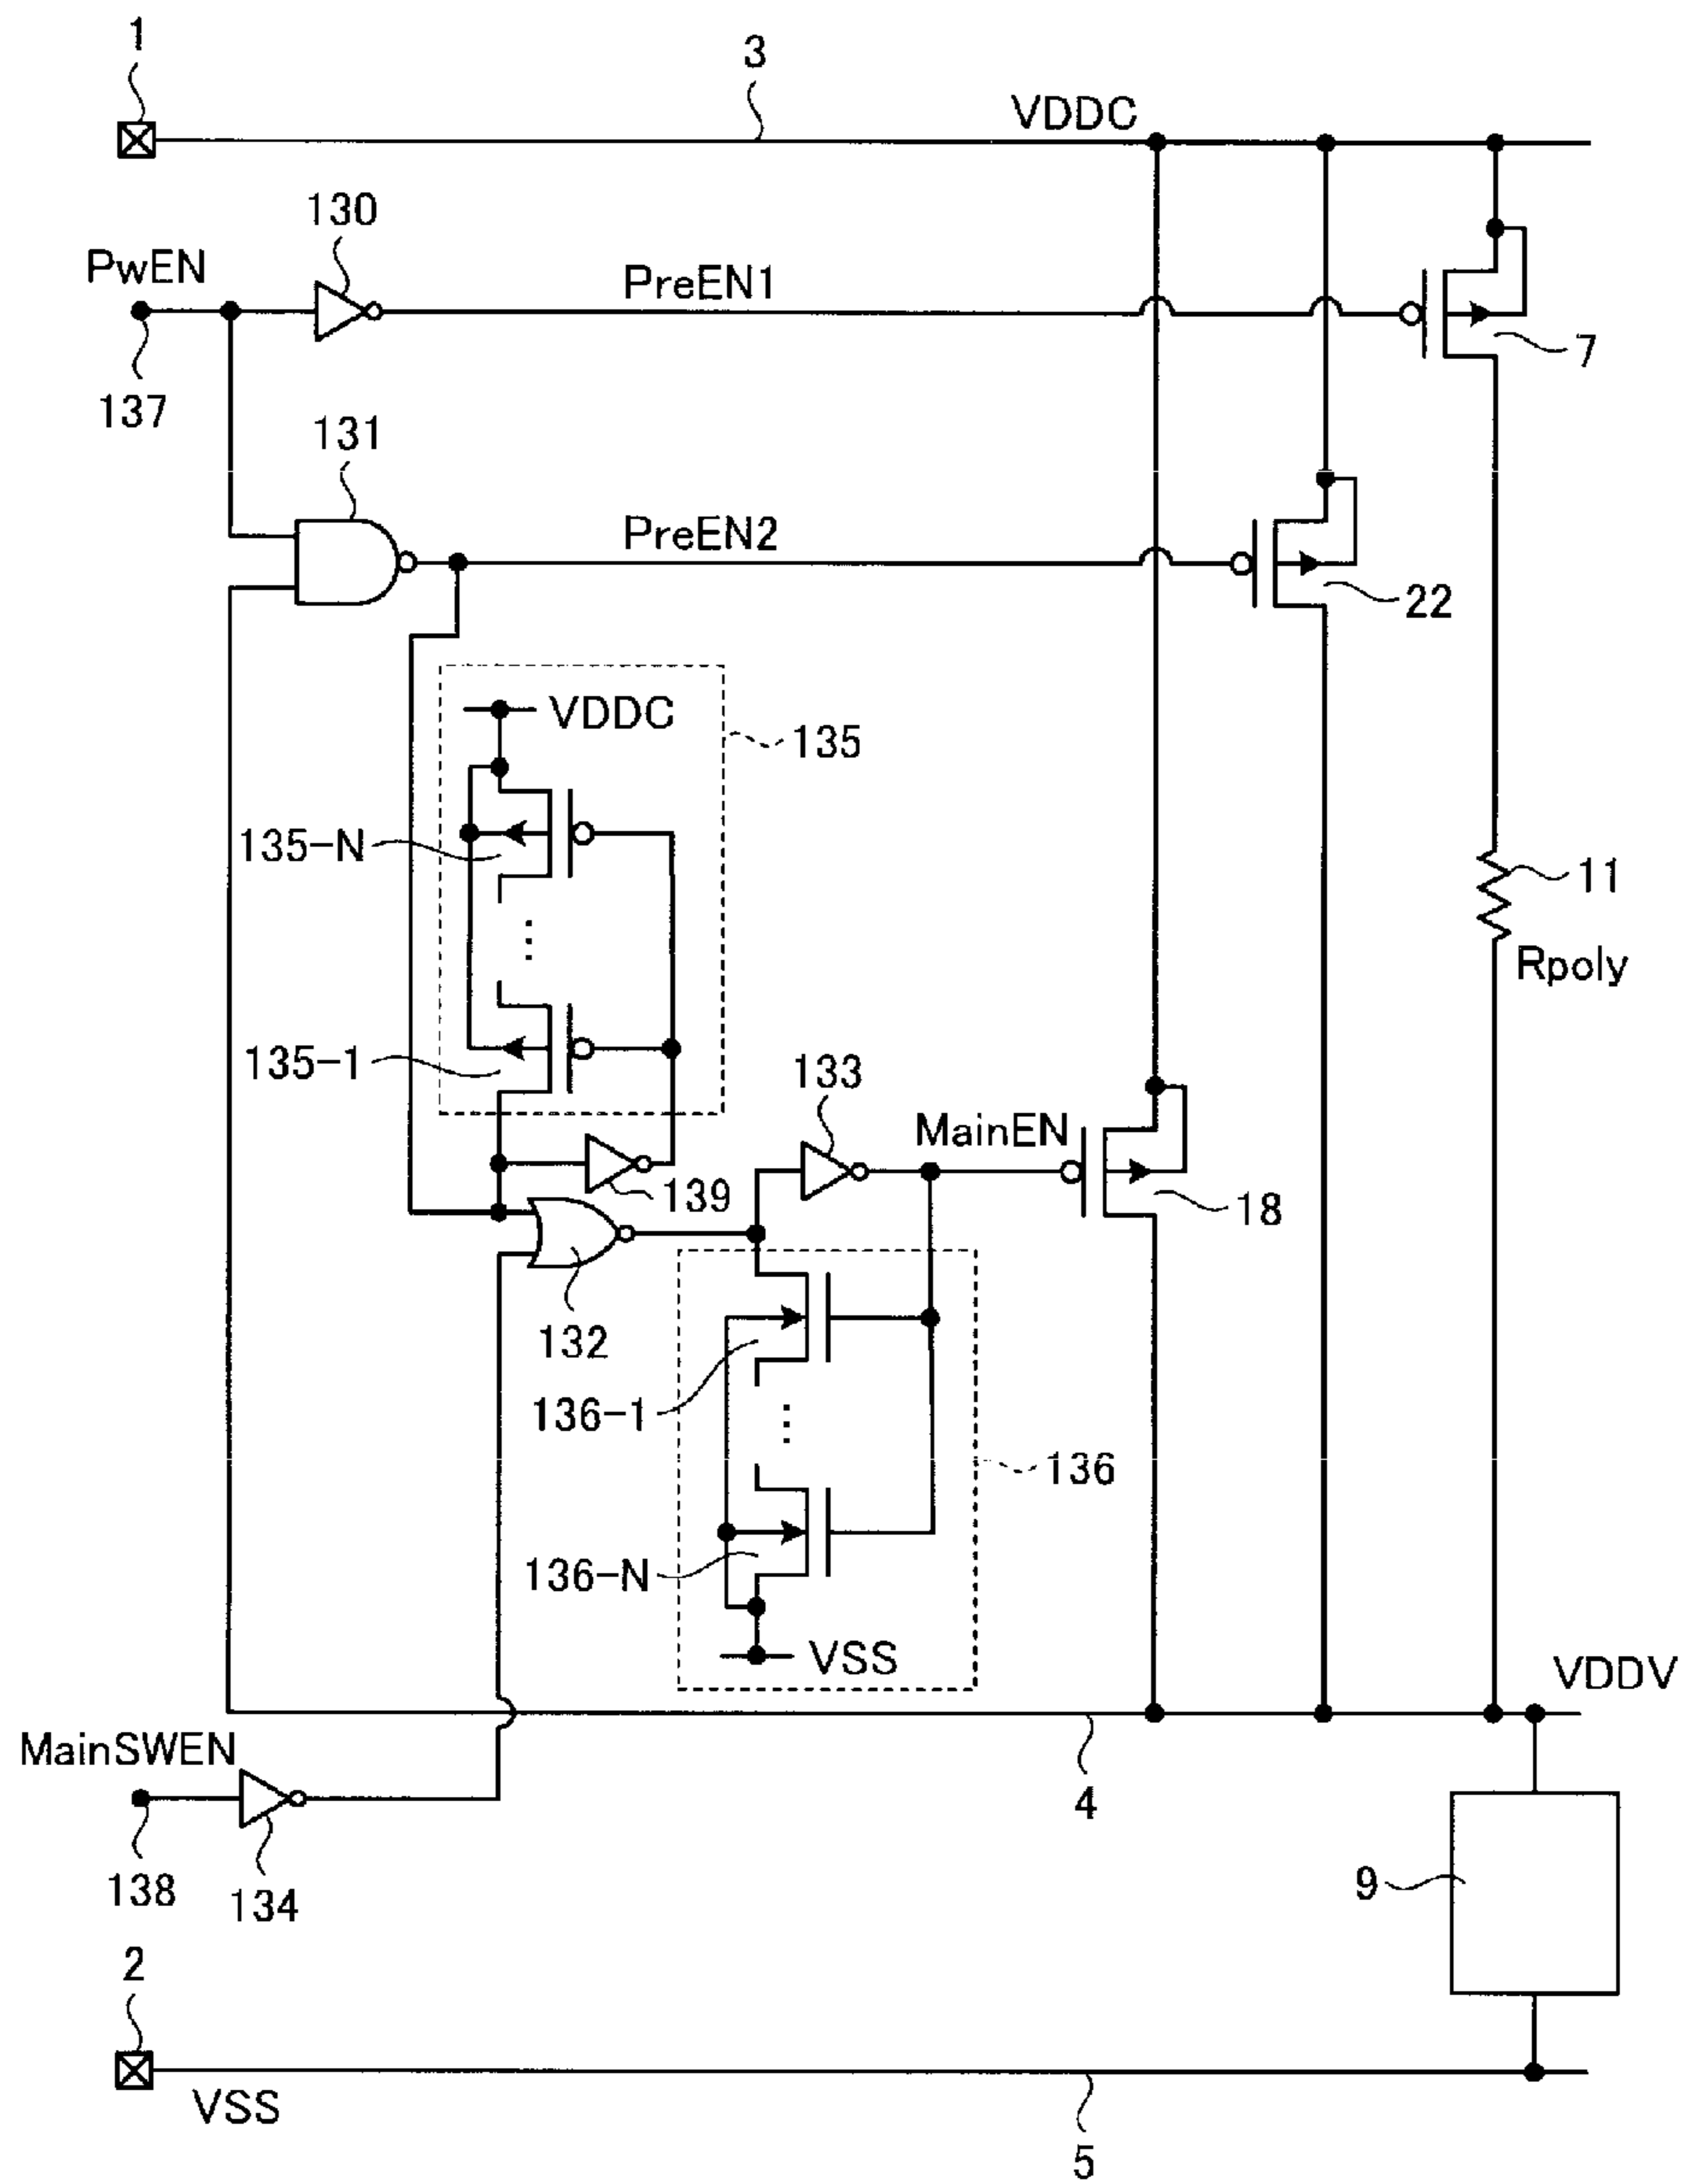 1
3
VDDC
130
PwEN
PreEN1
7
137
131
PreEN2
22
VDDC
135
135-N
11
Rpoly
135-1
133
MainEN
139
18
132
136-1
136
136-N
VSS
VDDV
MainSWEN
4
138
134
9
2
VSS
5